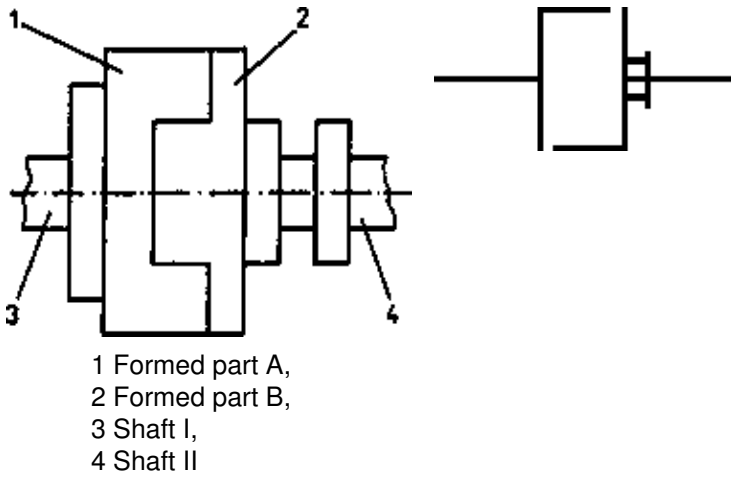 1
2
3
4
1 Formed part A,
2 Formed part B,
3 Shaft I,
4 Shaft II